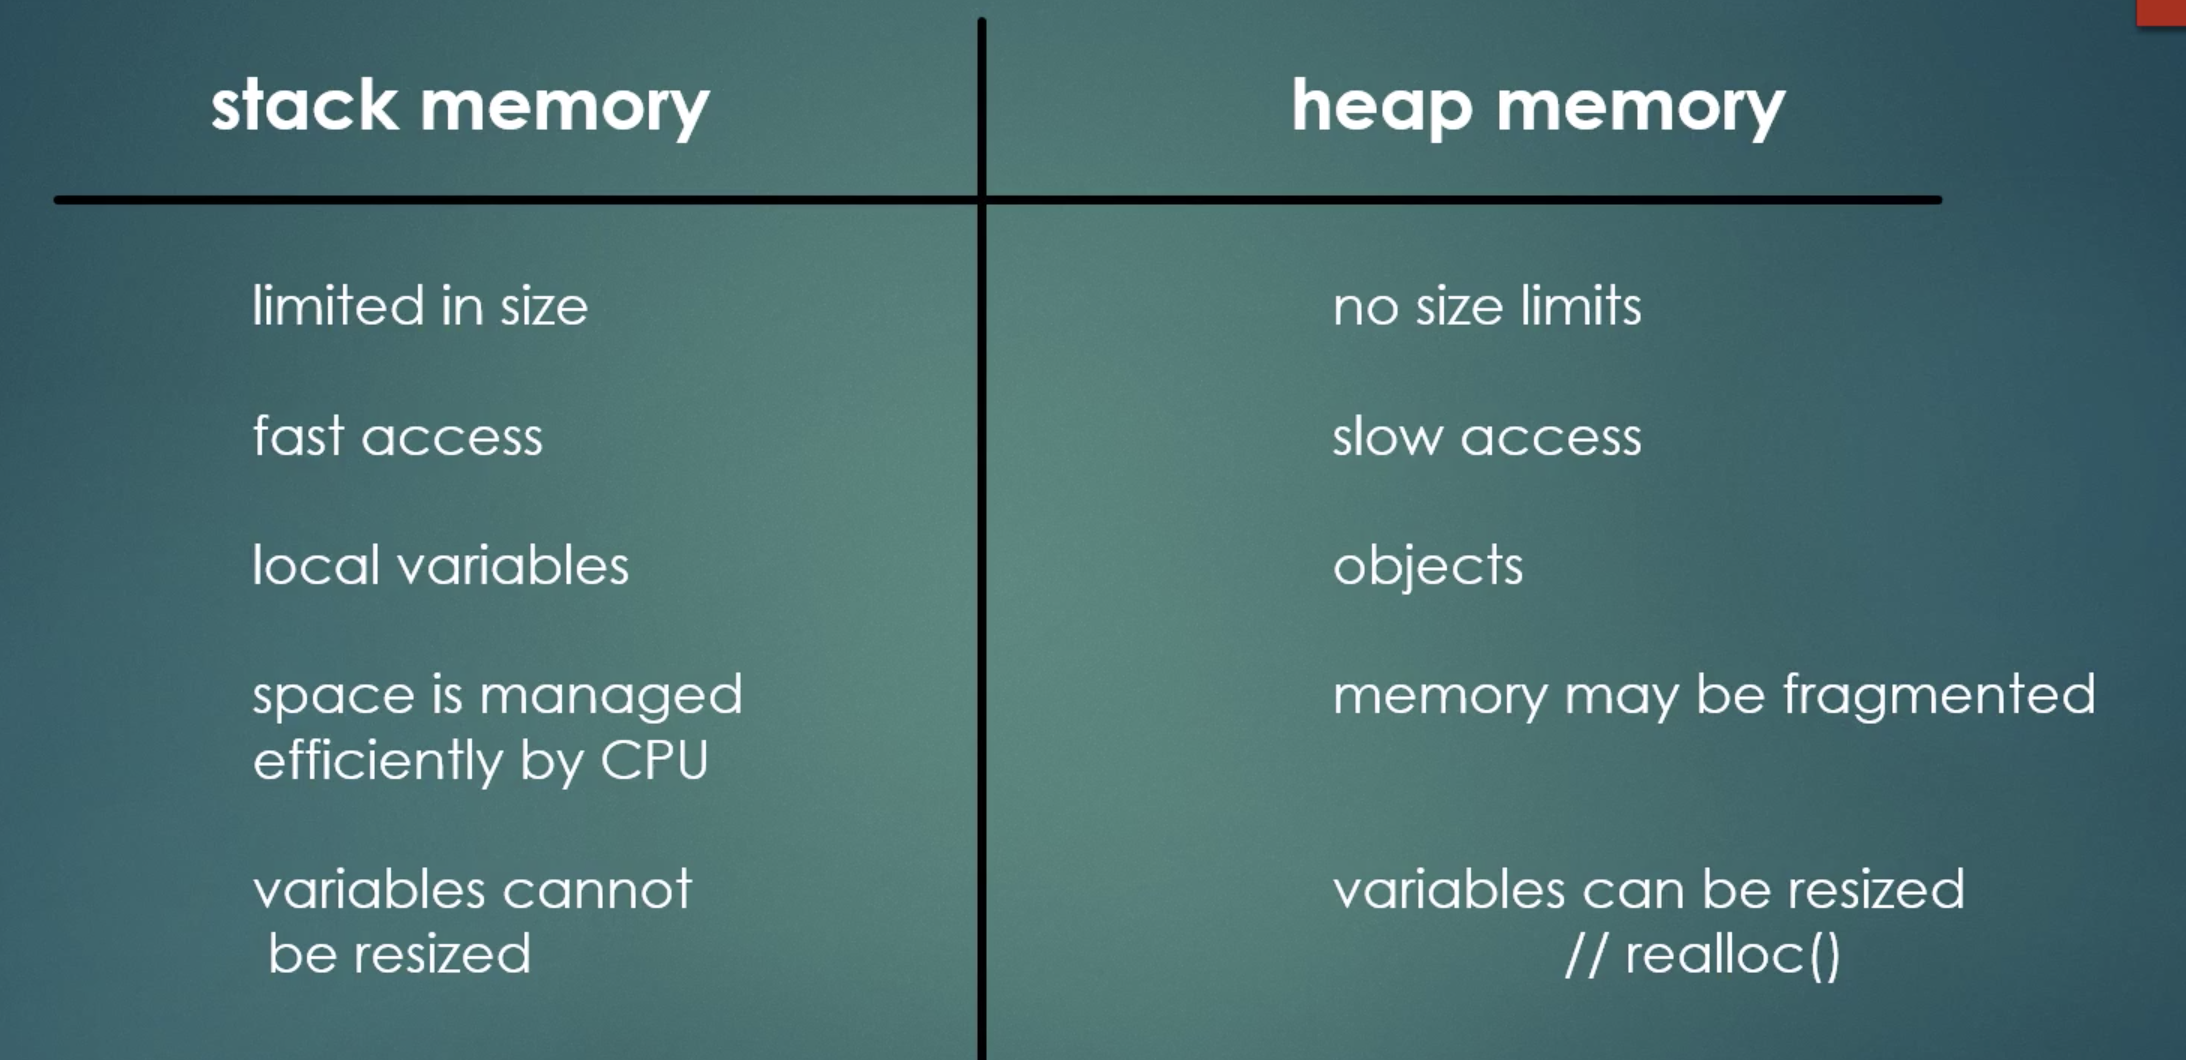 stack memory
heap memory
limited in size
no size limits
fast access
slow access
local variables
objects
space is managed
efficiently by CPU
memory may be fragmented
variables cannot
be resized
variables can be resized
// realloc()